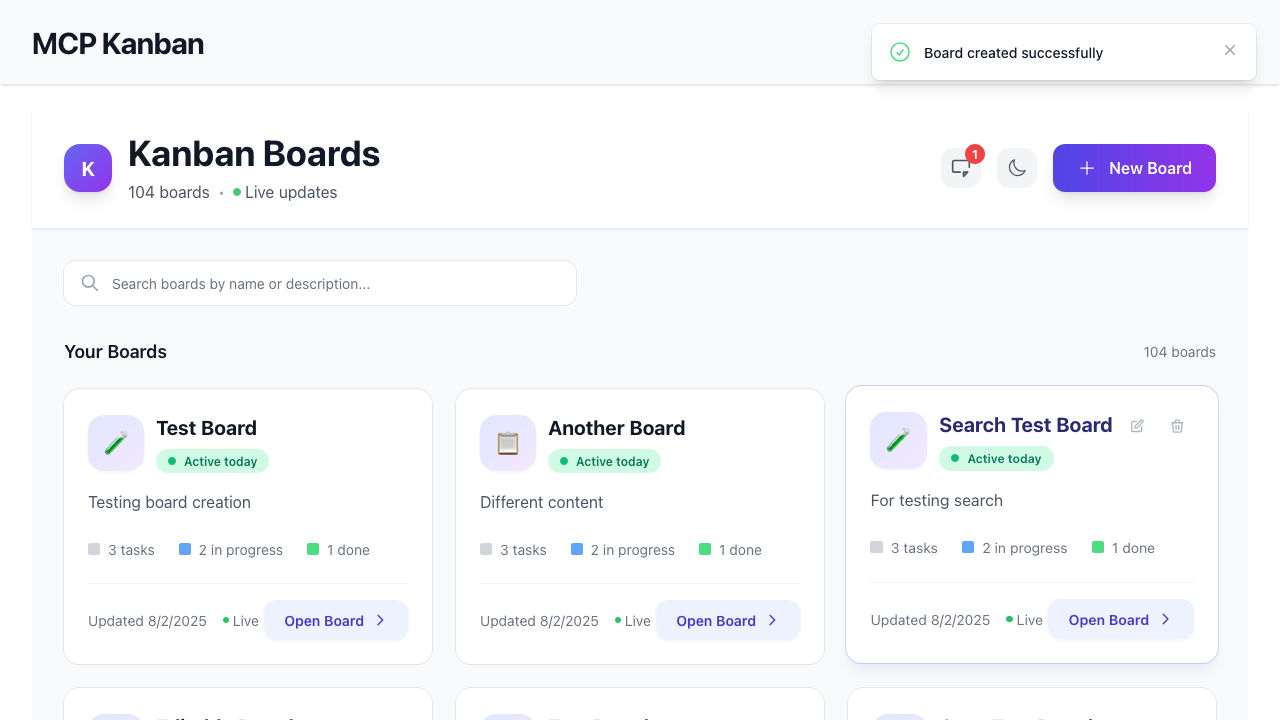 MCP Kanban
Board created successfully
K
Kanban Boards
104 boards • Live updates
1
New Board
Search boards by name or description...
Your Boards
104 boards
Test Board
Active today
Testing board creation
3 tasks 2 in progress 1 done
Updated 8/2/2025 Live Open Board
Another Board
Active today
Different content
3 tasks 2 in progress 1 done
Updated 8/2/2025 Live Open Board
Search Test Board
Active today
For testing search
3 tasks 2 in progress 1 done
Updated 8/2/2025 Live Open Board